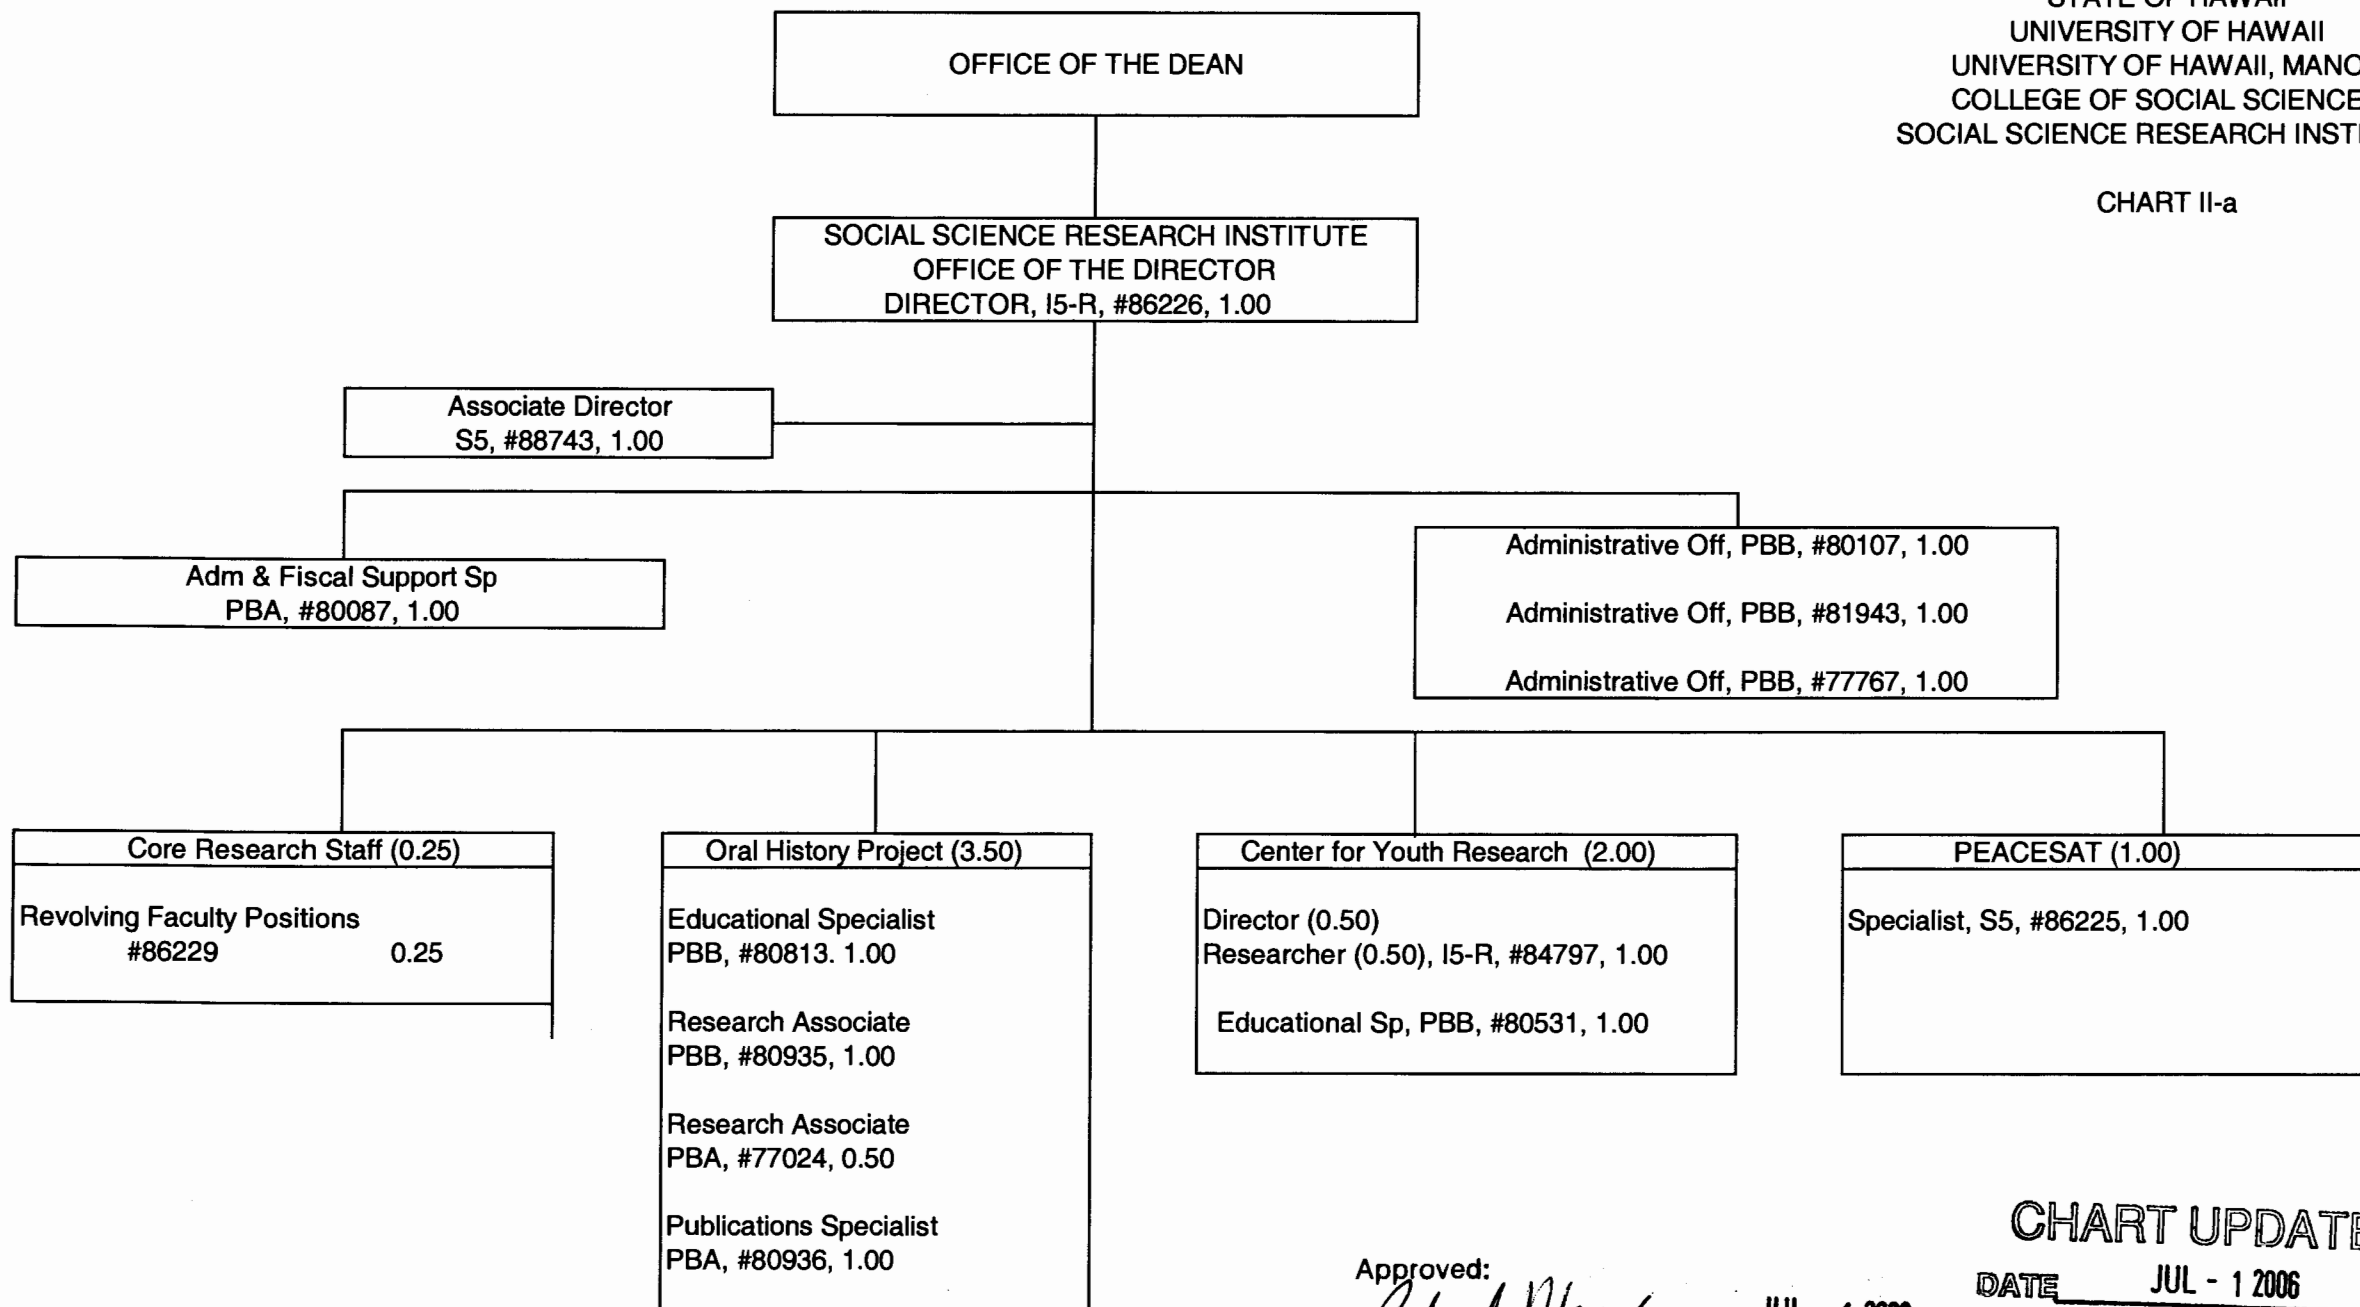 STATE OF HAWAII
UNIVERSITY OF HAWAII
UNIVERSITY OF HAWAII, MANO
COLLEGE OF SOCIAL SCIENCE
SOCIAL SCIENCE RESEARCH INSTI
CHART II-a
OFFICE OF THE DEAN
SOCIAL SCIENCE RESEARCH INSTITUTE
OFFICE OF THE DIRECTOR
DIRECTOR, I5-R, #86226, 1.00
Associate Director
S5, #88743, 1.00
Adm & Fiscal Support Sp
PBA, #80087, 1.00
Administrative Off, PBB, #80107, 1.00
Administrative Off, PBB, #81943, 1.00
Administrative Off, PBB, #77767, 1.00
Core Research Staff (0.25)
Revolving Faculty Positions
#86229 0.25
Oral History Project (3.50)
Educational Specialist
PBB, #80813. 1.00
Research Associate
PBB, #80935, 1.00
Research Associate
PBA, #77024, 0.50
Publications Specialist
PBA, #80936, 1.00
Center for Youth Research (2.00)
Director (0.50)
Researcher (0.50), I5-R, #84797, 1.00
Educational Sp, PBB, #80531, 1.00
PEACESAT (1.00)
Specialist, S5, #86225, 1.00
Approved:
CHART UPDATE
DATE JUL - 1 2006